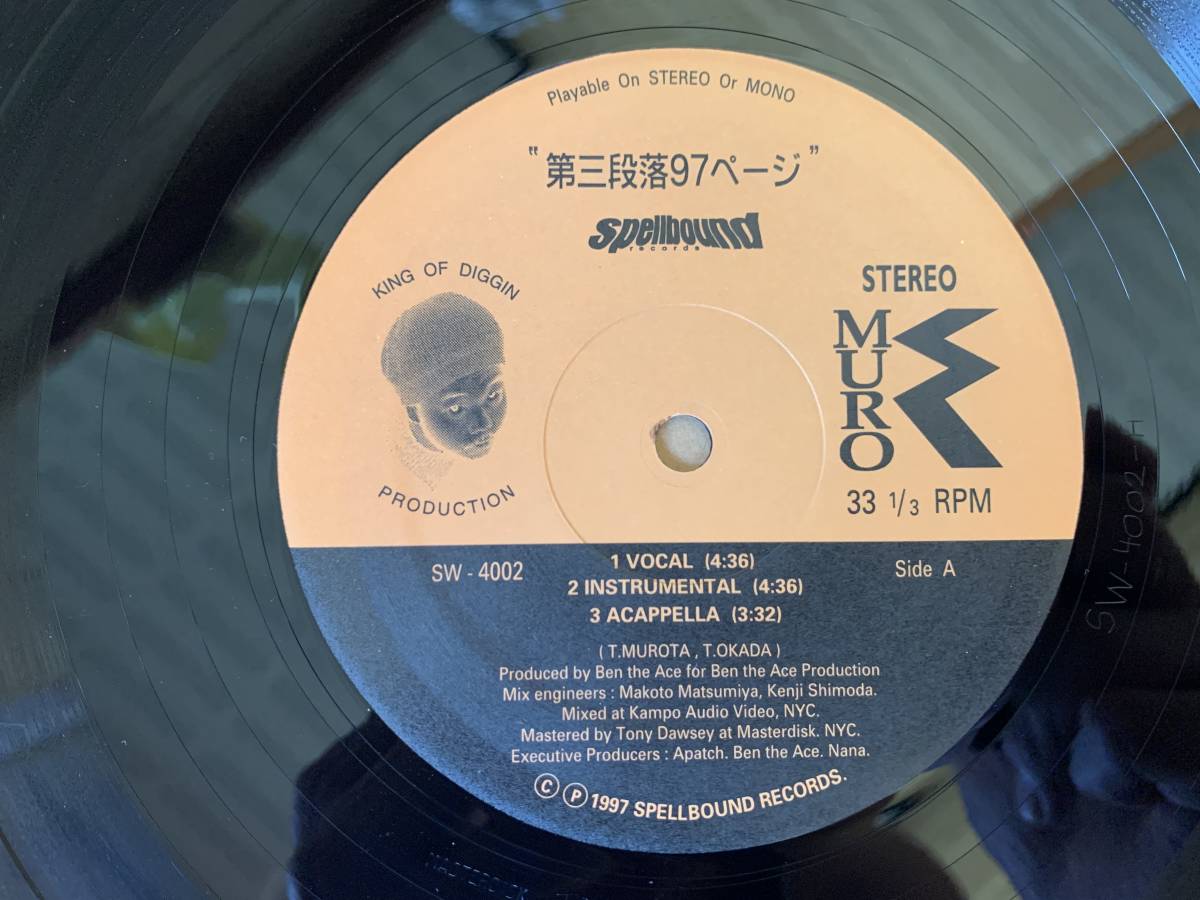 Playable On STEREO Or MONO
"第三段落97ページ"
spellbound
records
KING OF DIGGIN
PRODUCTION
STEREO
MURO
33 1/3 RPM
SW - 4002
1 VOCAL (4:36)
2 INSTRUMENTAL (4:36)
3 ACAPPELLA (3:32)
Side A
( T.MUROTA , T.OKADA )
Produced by Ben the Ace for Ben the Ace Production
Mix engineers : Makoto Matsumiya, Kenji Shimoda.
Mixed at Kampo Audio Video, NYC.
Mastered by Tony Dawsey at Masterdisk. NYC.
Executive Producers : Apatch. Ben the Ace. Nana.
Ⓒ Ⓟ 1997 SPELLBOUND RECORDS.
SW-4002-